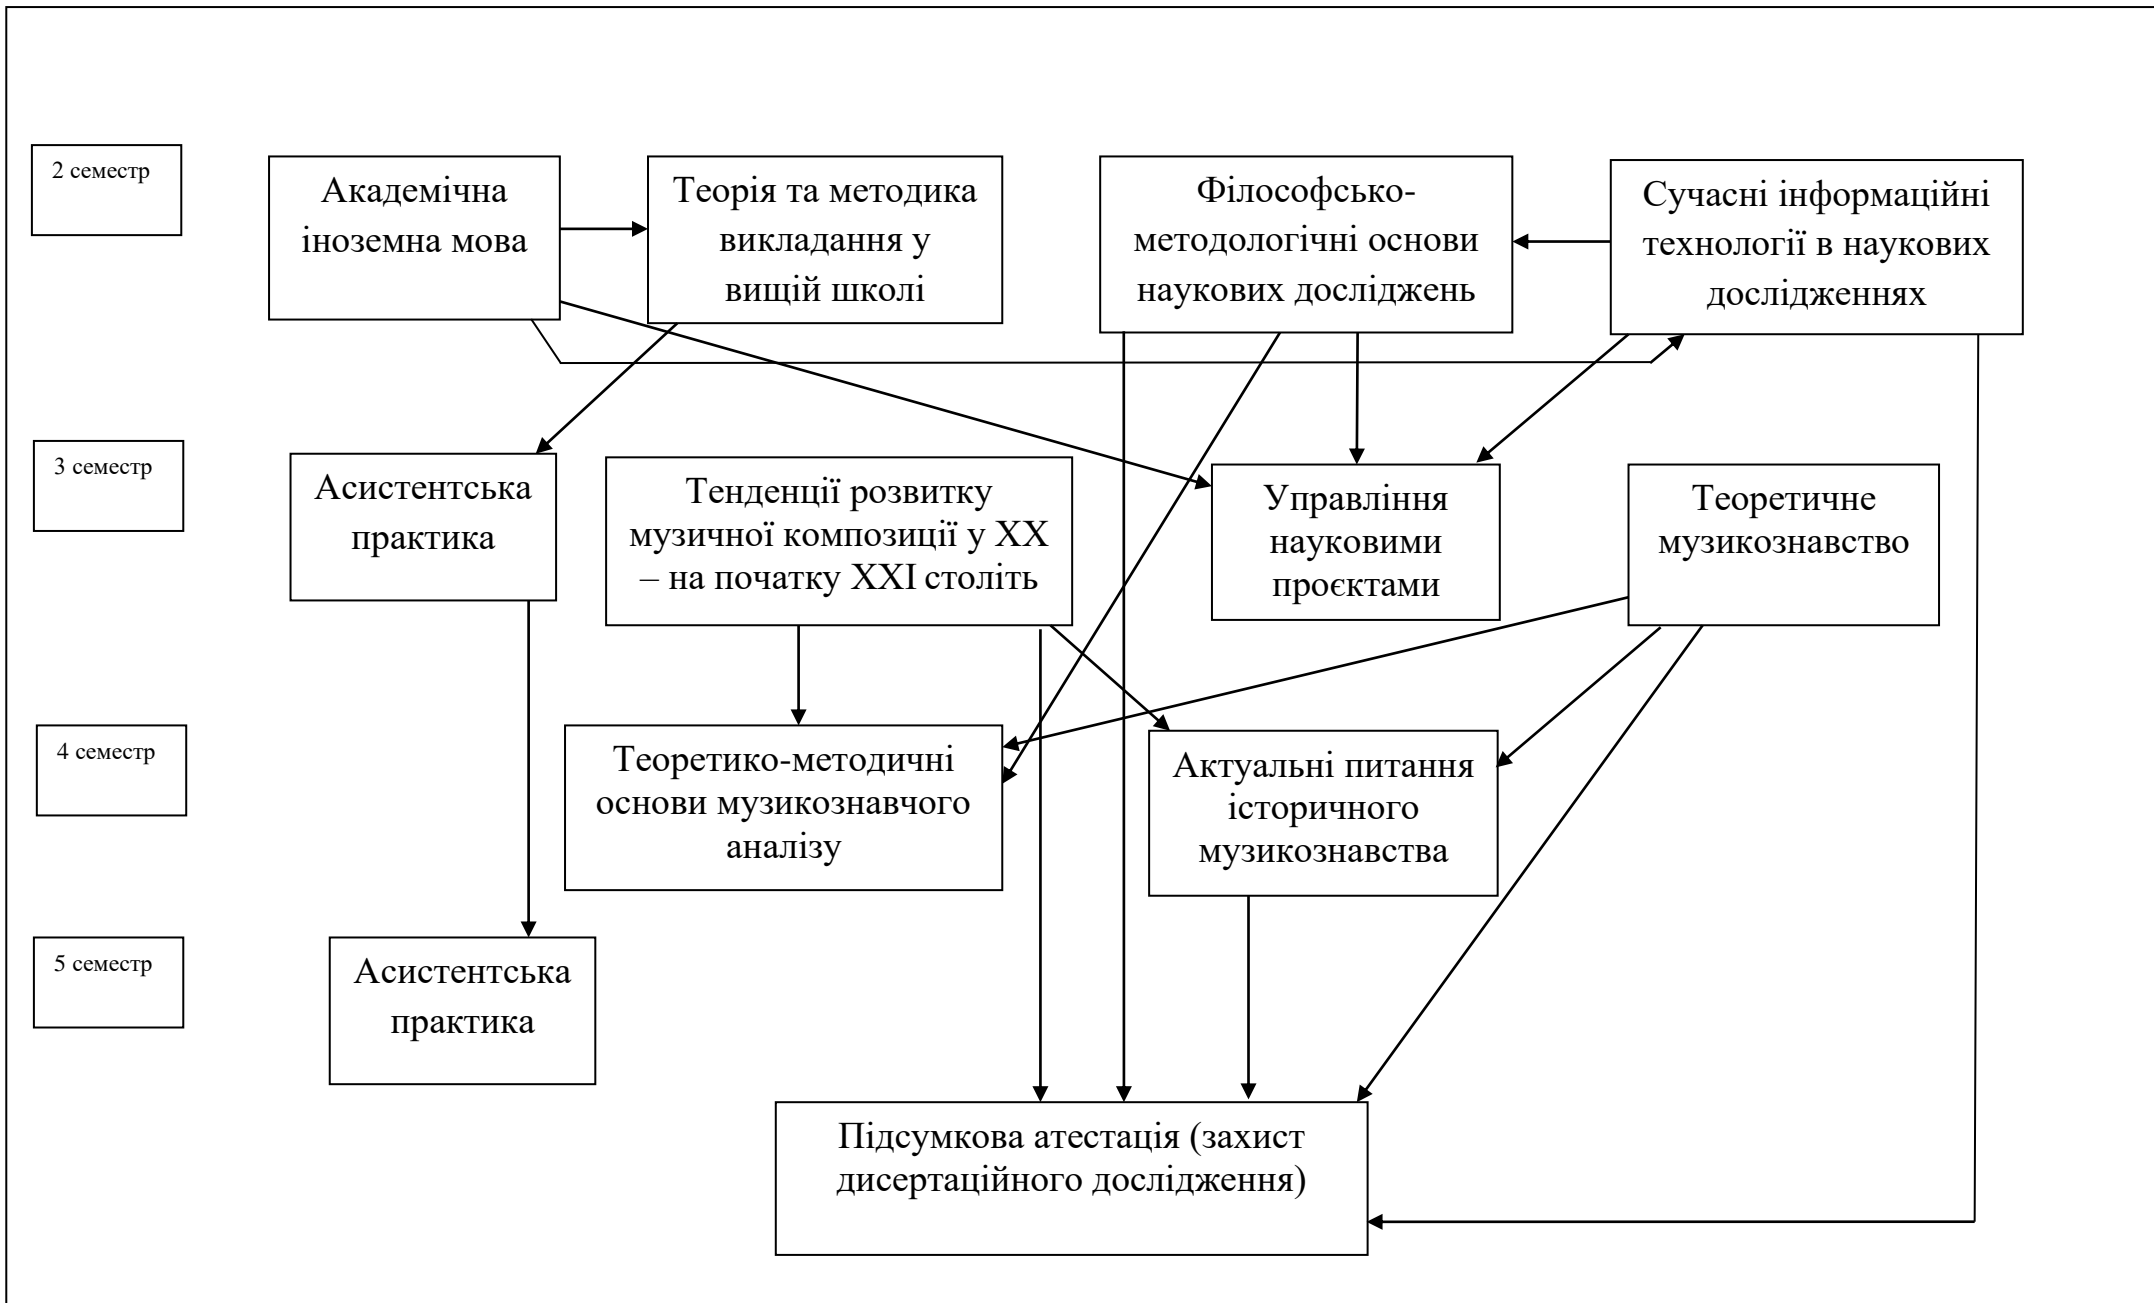 2 семестр
Академічна
іноземна мова
Теорія та методика
викладання у
вищій школі
Філософсько-
методологічні основи
наукових досліджень
Сучасні інформаційні
технології в наукових
дослідженнях
3 семестр
Асистентська
практика
Тенденції розвитку
музичної композиції у ХХ
– на початку ХХІ століть
Управління
науковими
проєктами
Теоретичне
музикознавство
4 семестр
Теоретико-методичні
основи музикознавчого
аналізу
Актуальні питання
історичного
музикознавства
5 семестр
Асистентська
практика
Підсумкова атестація (захист
дисертаційного дослідження)